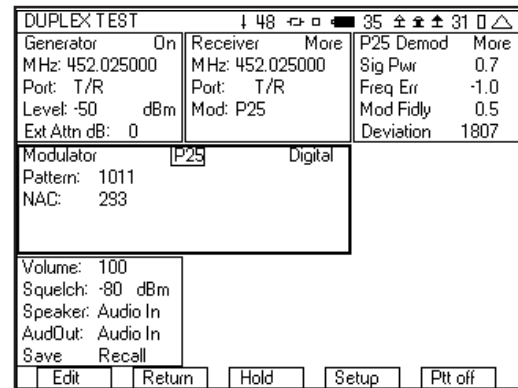 DUPLEX TEST 48 35 31
Generator On
MHz: 452.025000
Port: T/R
Level: -50 dBm
Ext Attn dB: 0
Receiver More
MHz: 452.025000
Port: T/R
Mod: P25
P25 Demod More
Sig Pwr 0.7
Freq Err -1.0
Mod Fidly 0.5
Deviation 1807
Modulator P25 Digital
Pattern: 1011
NAC: 293
Volume: 100
Squelch: -80 dBm
Speaker: Audio In
AudOut: Audio In
Save Recall
Edit Return Hold Setup Ptt off